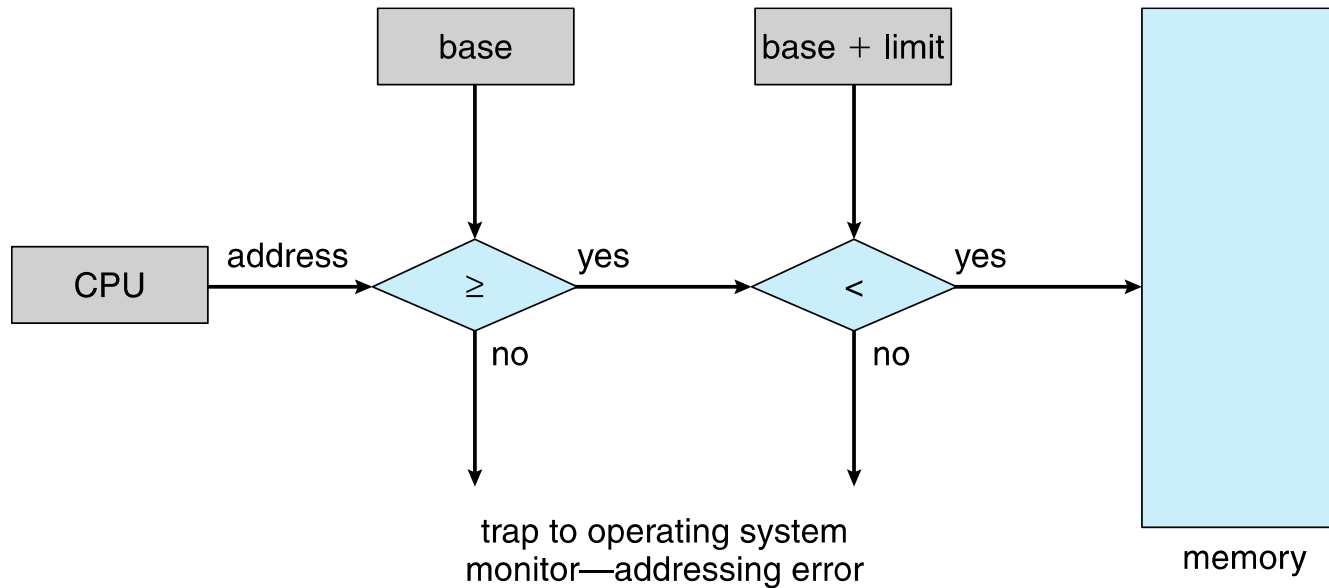 base
base + limit
CPU
address
≥
yes
<
yes
no
no
trap to operating system
monitor—addressing error
memory